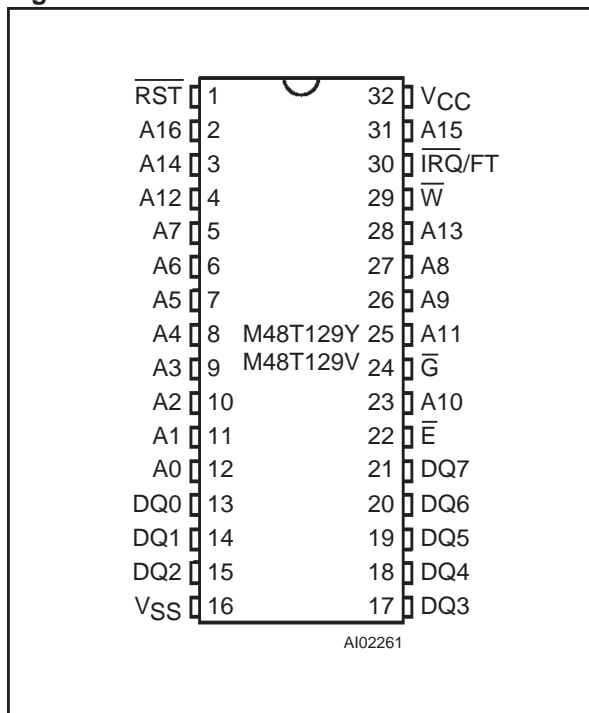 R̅S̅T̅ 1 32 VCC
A16 2 31 A15
A14 3 30 I̅R̅Q̅/FT
A12 4 29 W̅
A7 5 28 A13
A6 6 27 A8
A5 7 26 A9
A4 8 M48T129Y 25 A11
A3 9 M48T129V 24 G̅
A2 10 23 A10
A1 11 22 E̅
A0 12 21 DQ7
DQ0 13 20 DQ6
DQ1 14 19 DQ5
DQ2 15 18 DQ4
VSS 16 17 DQ3
AI02261